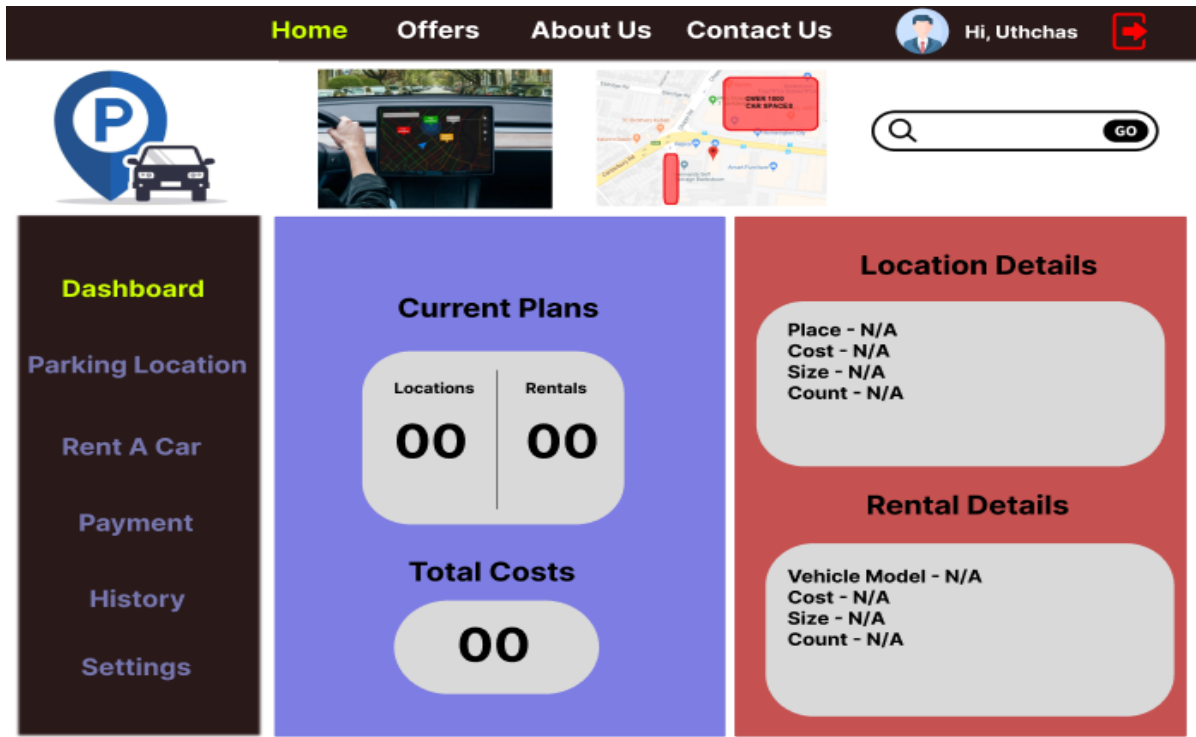 Home Offers About Us Contact Us Hi, Uthchas
P
OWER 1000
CAR SPACES
GO
Dashboard
Parking Location
Rent A Car
Payment
History
Settings
Current Plans
Locations Rentals
00 00
Total Costs
00
Location Details
Place - N/A
Cost - N/A
Size - N/A
Count - N/A
Rental Details
Vehicle Model - N/A
Cost - N/A
Size - N/A
Count - N/A